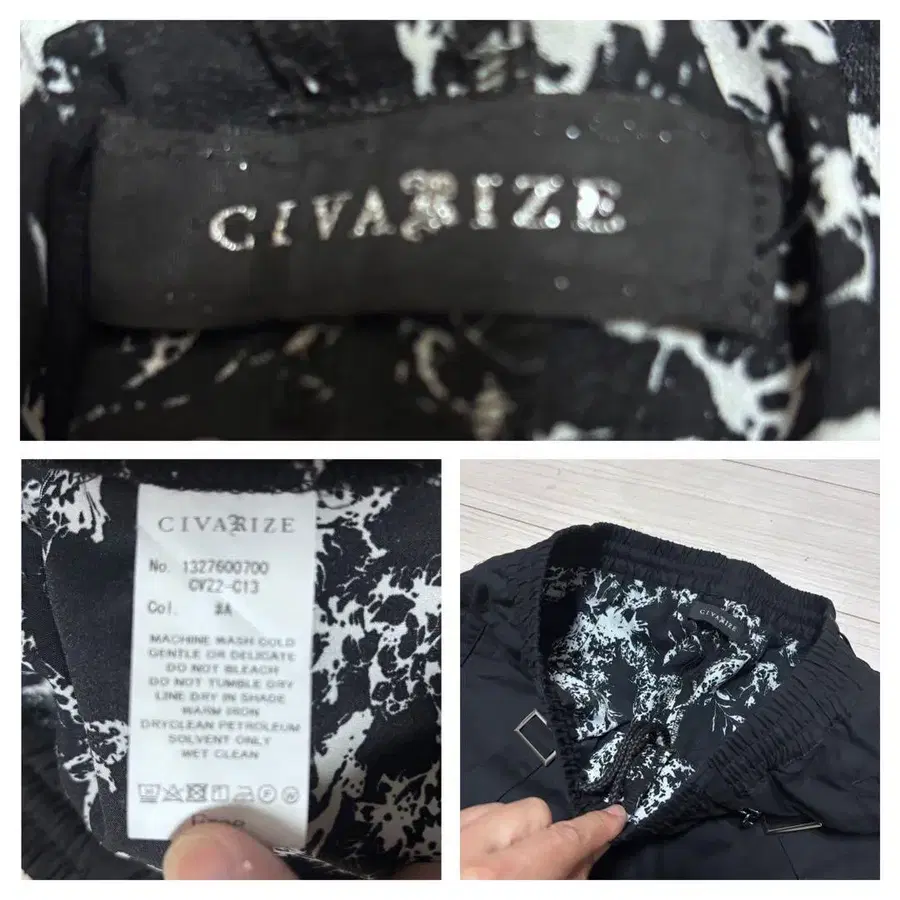 CIVARIZE
CIVARIZE
No. 1327600700
CVZ2-C13
Col.
MACHINE WASH COLD
GENTLE OR DELICATE
DO NOT BLEACH
DO NOT TUMBLE DRY
LINE DRY IN SHADE
WARM IRON
DRYCLEAN PETROLEUM
SOLVENT ONLY
WET CLEAN
CIVARIZE